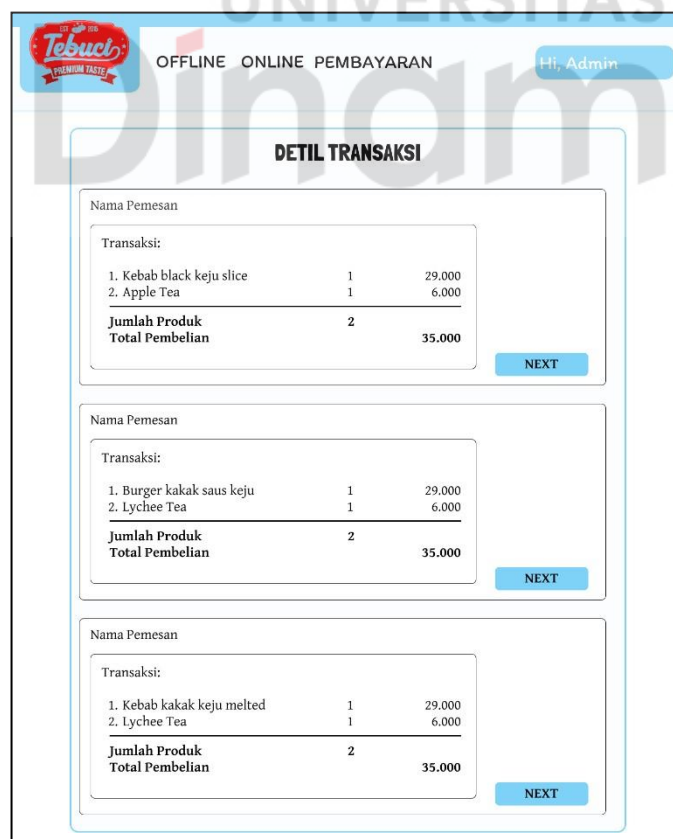 UNIVERSITAS
Dinam
EST 2016
Tebuci
PREMIUM TASTE
OFFLINE ONLINE PEMBAYARAN
Hi, Admin
DETIL TRANSAKSI
Nama Pemesan
Transaksi:
1. Kebab black keju slice 1 29.000
2. Apple Tea 1 6.000
Jumlah Produk 2
Total Pembelian 35.000
NEXT
Nama Pemesan
Transaksi:
1. Burger kakak saus keju 1 29.000
2. Lychee Tea 1 6.000
Jumlah Produk 2
Total Pembelian 35.000
NEXT
Nama Pemesan
Transaksi:
1. Kebab kakak keju melted 1 29.000
2. Lychee Tea 1 6.000
Jumlah Produk 2
Total Pembelian 35.000
NEXT